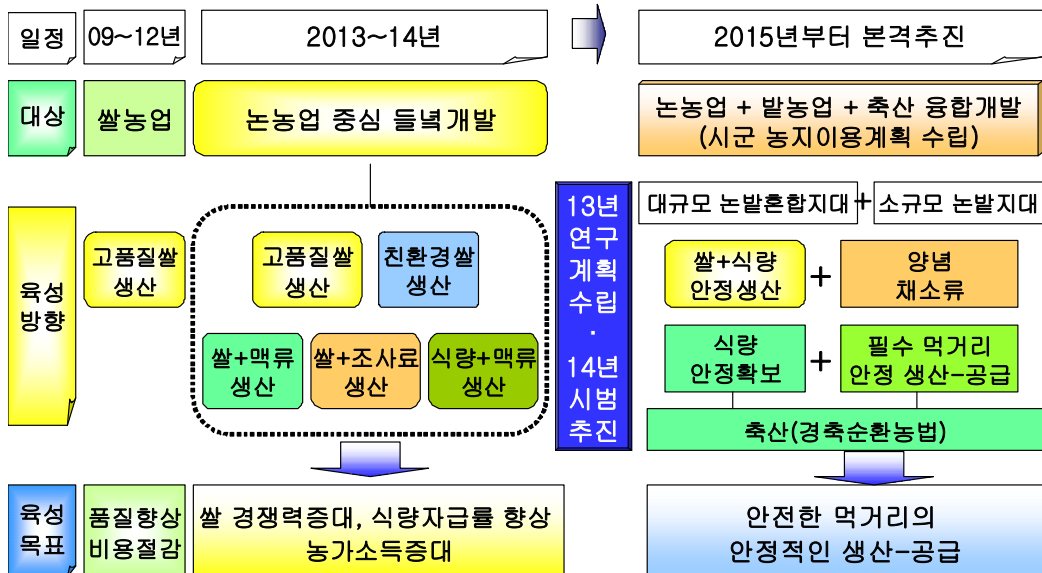 일정
09~12년
2013~14년
2015년부터 본격추진
대상
쌀농업
논농업 중심 들녘개발
논농업 + 밭농업 + 축산 융합개발
(시군 농지이용계획 수립)
육성
방향
고품질쌀
생산
고품질쌀
생산
친환경쌀
생산
쌀+맥류
생산
쌀+조사료
생산
식량+맥류
생산
13년
연구
계획
수립
·
14년
시범
추진
대규모 논밭혼합지대
+
소규모 논밭지대
쌀+식량
안정생산
+
양념
채소류
식량
안정확보
+
필수 먹거리
안정 생산-공급
축산(경축순환농법)
육성
목표
품질향상
비용절감
쌀 경쟁력증대, 식량자급률 향상
농가소득증대
안전한 먹거리의
안정적인 생산-공급